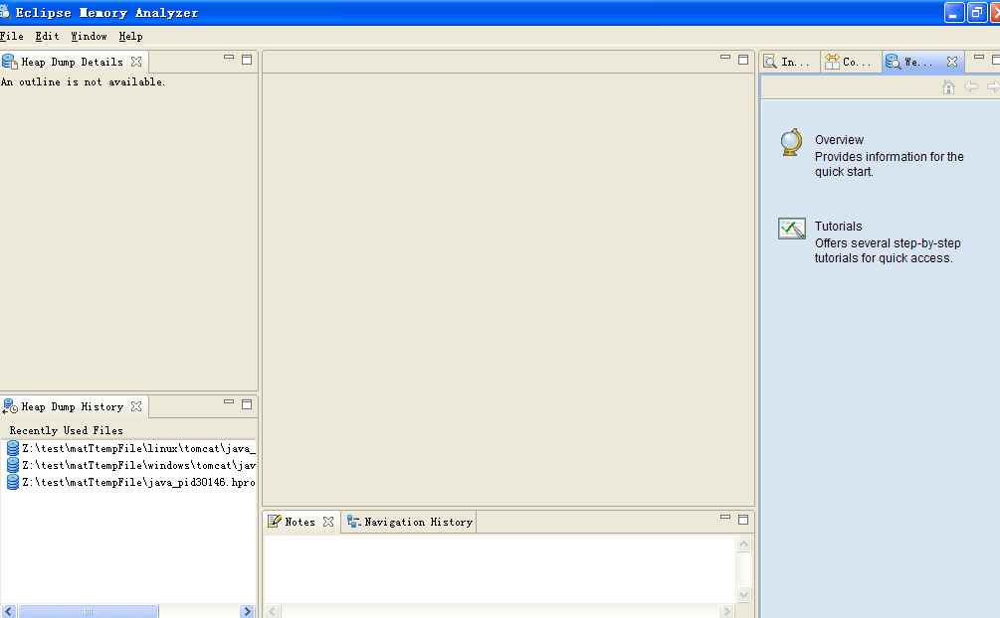 Eclipse Memory Analyzer
File Edit Window Help
Heap Dump Details
An outline is not available.
Heap Dump History
Recently Used Files
Z:\test\matTtempFile\linux\tomcat\java_
Z:\test\matTtempFile\windows\tomcat\jav
Z:\test\matTtempFile\java_pid30146.hpro
Notes Navigation History
In... Co... We...
Overview
Provides information for the
quick start.
Tutorials
Offers several step-by-step
tutorials for quick access.